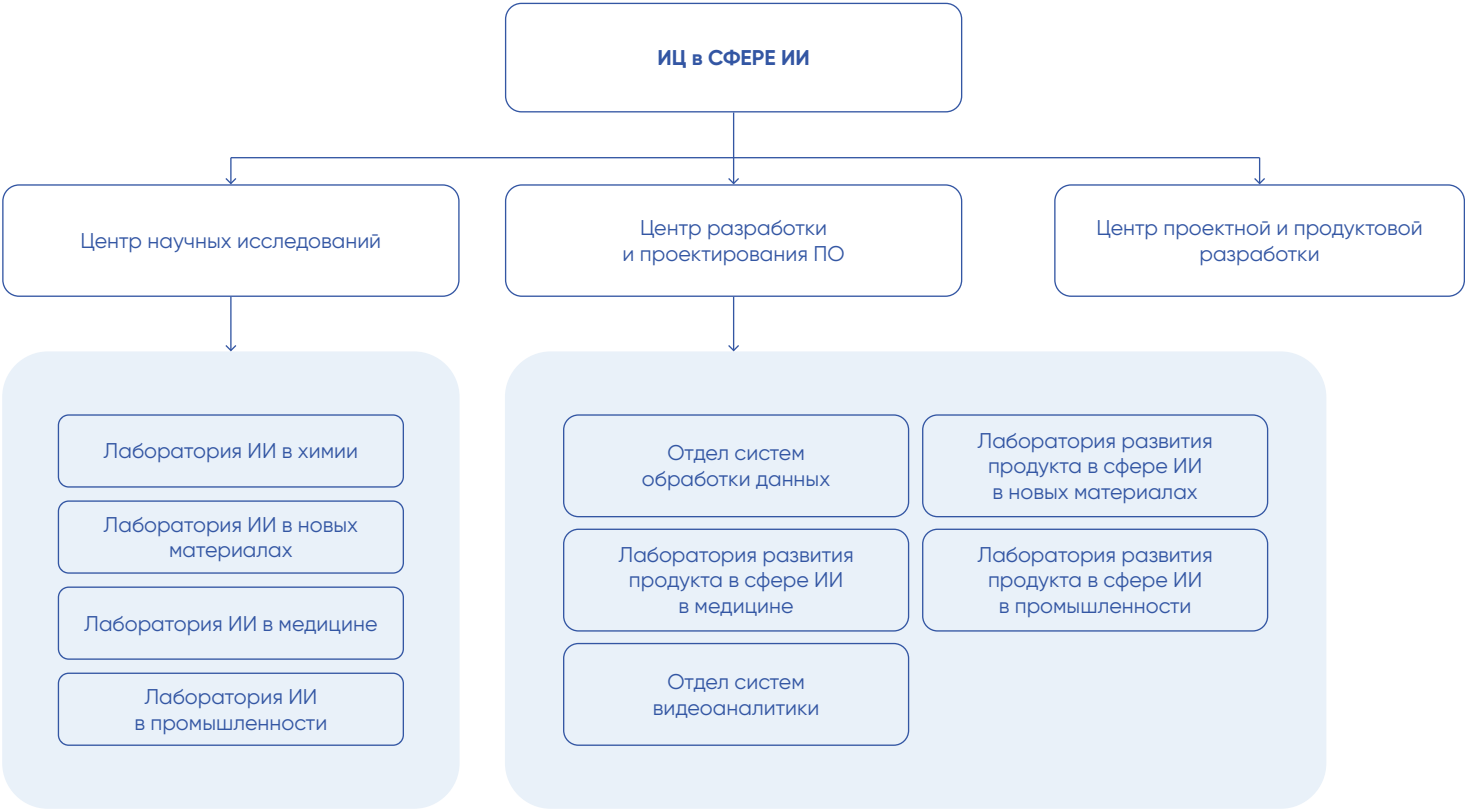 ИЦ в СФЕРЕ ИИ
Центр научных исследований
Центр разработки
и проектирования ПО
Центр проектной и продуктовой
разработки
Лаборатория ИИ в химии
Лаборатория ИИ в новых
материалах
Лаборатория ИИ в медицине
Лаборатория ИИ
в промышленности
Отдел систем
обработки данных
Лаборатория развития
продукта в сфере ИИ
в новых материалах
Лаборатория развития
продукта в сфере ИИ
в медицине
Лаборатория развития
продукта в сфере ИИ
в промышленности
Отдел систем
видеоаналитики